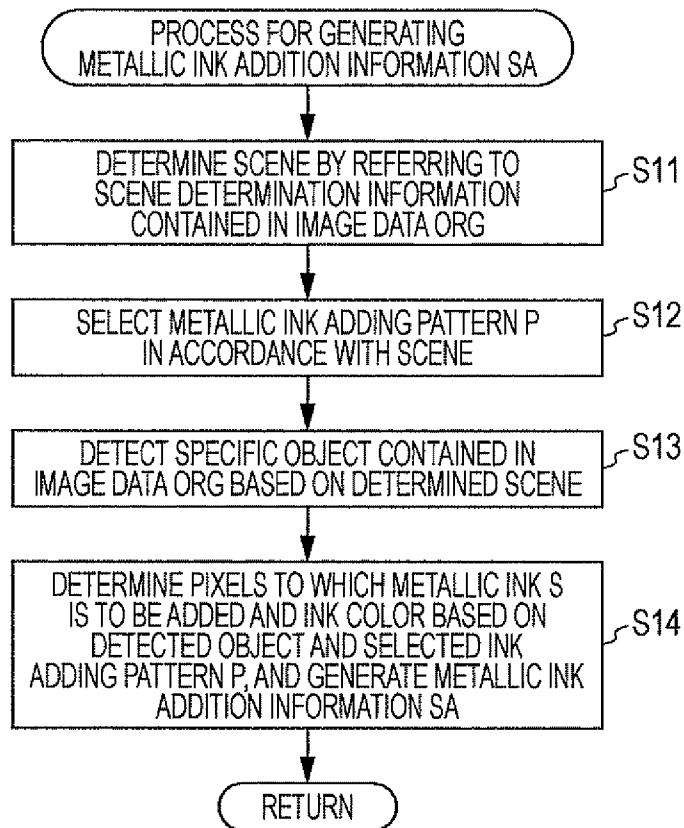 PROCESS FOR GENERATING
METALLIC INK ADDITION INFORMATION SA
DETERMINE SCENE BY REFERRING TO
SCENE DETERMINATION INFORMATION
CONTAINED IN IMAGE DATA ORG
S11
SELECT METALLIC INK ADDING PATTERN P
IN ACCORDANCE WITH SCENE
S12
DETECT SPECIFIC OBJECT CONTAINED IN
IMAGE DATA ORG BASED ON DETERMINED SCENE
S13
DETERMINE PIXELS TO WHICH METALLIC INK S
IS TO BE ADDED AND INK COLOR BASED ON
DETECTED OBJECT AND SELECTED INK
ADDING PATTERN P, AND GENERATE METALLIC INK
ADDITION INFORMATION SA
S14
RETURN